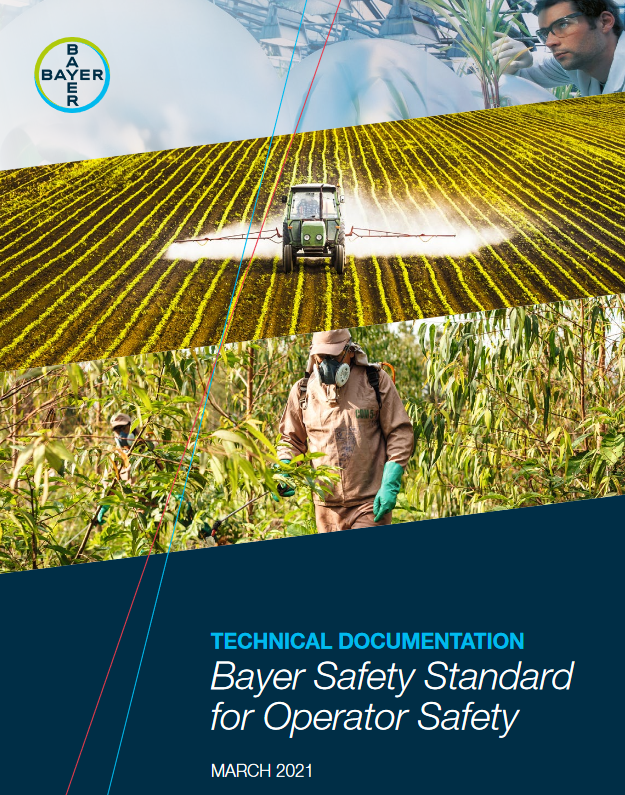 BAYER
BAYER
TECHNICAL DOCUMENTATION
Bayer Safety Standard
for Operator Safety
MARCH 2021